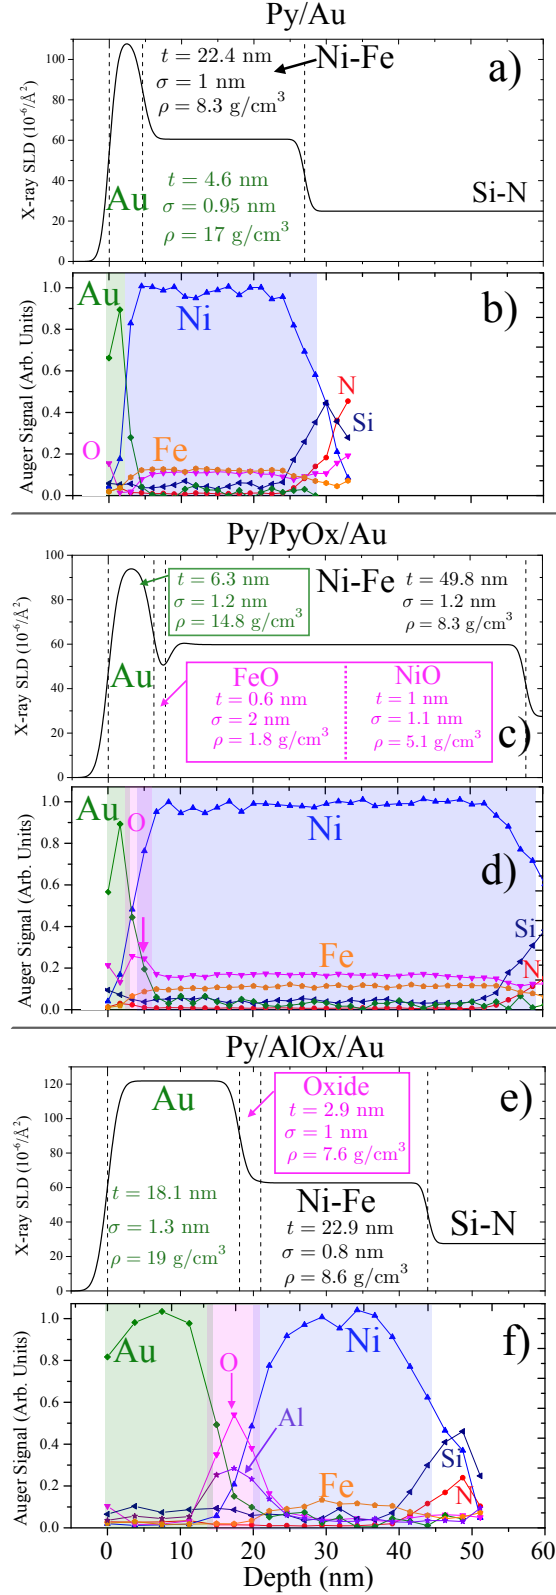 Py/Au
X-ray SLD (10⁻⁶/Å²)
100
80
60
40
20
0
t = 22.4 nm
σ = 1 nm
ρ = 8.3 g/cm³
Ni-Fe
a)
Au
t = 4.6 nm
σ = 0.95 nm
ρ = 17 g/cm³
Si-N
Auger Signal (Arb. Units)
1.0
0.8
0.6
0.4
0.2
0.0
Au
Ni
b)
N
Si
O
Fe
Py/PyOx/Au
X-ray SLD (10⁻⁶/Å²)
100
80
60
40
20
0
t = 6.3 nm
σ = 1.2 nm
ρ = 14.8 g/cm³
Ni-Fe
t = 49.8 nm
σ = 1.2 nm
ρ = 8.3 g/cm³
Au
FeO
t = 0.6 nm
σ = 2 nm
ρ = 1.8 g/cm³
NiO
t = 1 nm
σ = 1.1 nm
ρ = 5.1 g/cm³
c)
Auger Signal (Arb. Units)
1.0
0.8
0.6
0.4
0.2
0.0
Au
O
Ni
d)
Si
Fe
N
Py/AlOx/Au
X-ray SLD (10⁻⁶/Å²)
120
100
80
60
40
20
0
Au
Oxide
t = 2.9 nm
σ = 1 nm
ρ = 7.6 g/cm³
e)
t = 18.1 nm
σ = 1.3 nm
ρ = 19 g/cm³
Ni-Fe
t = 22.9 nm
σ = 0.8 nm
ρ = 8.6 g/cm³
Si-N
Auger Signal (Arb. Units)
1.0
0.8
0.6
0.4
0.2
0.0
Au
O
Al
Ni
f)
Si
Fe
N
0 10 20 30 40 50 60
Depth (nm)